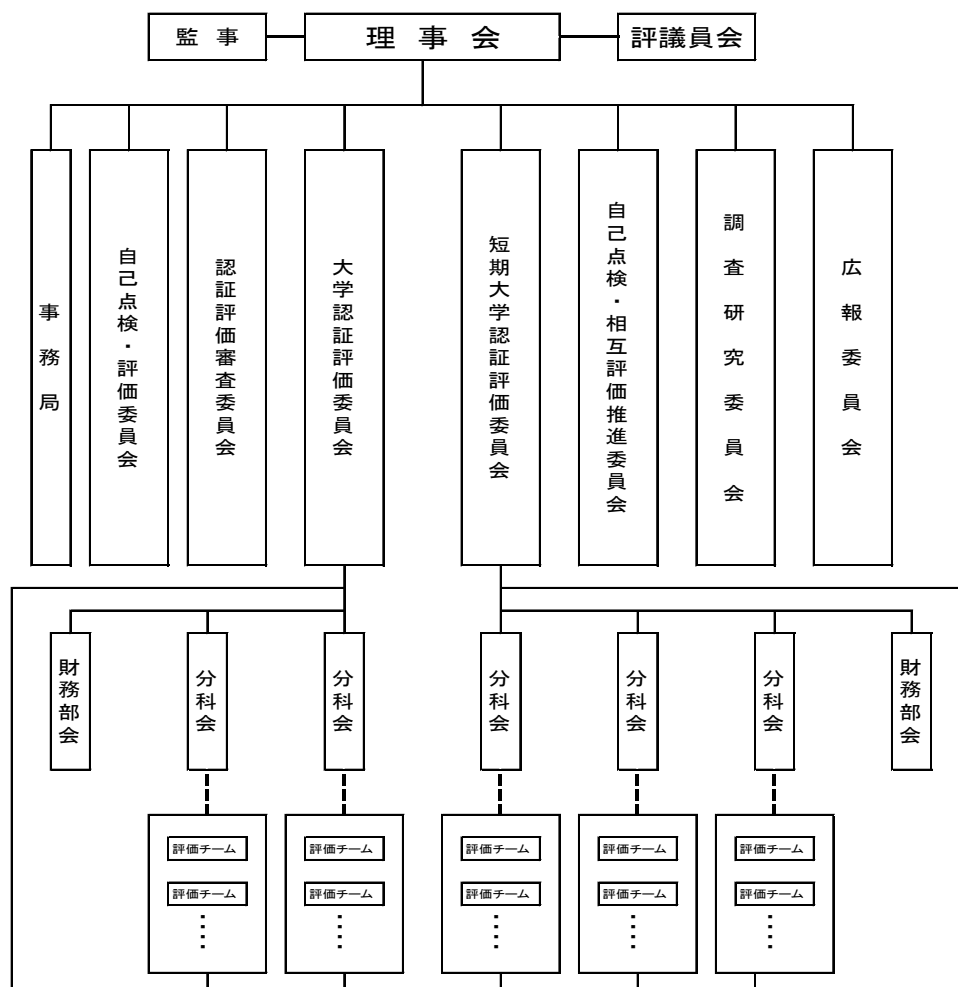 監 事
理 事 会
評議員会
事務局
自己点検・評価委員会
認証評価審査委員会
大学認証評価委員会
短期大学認証評価委員会
自己点検・相互評価推進委員会
調査研究委員会
広報委員会
財務部会
分科会
分科会
分科会
分科会
分科会
財務部会
評価チーム
評価チーム
評価チーム
評価チーム
評価チーム
評価チーム
評価チーム
評価チーム
評価チーム
評価チーム